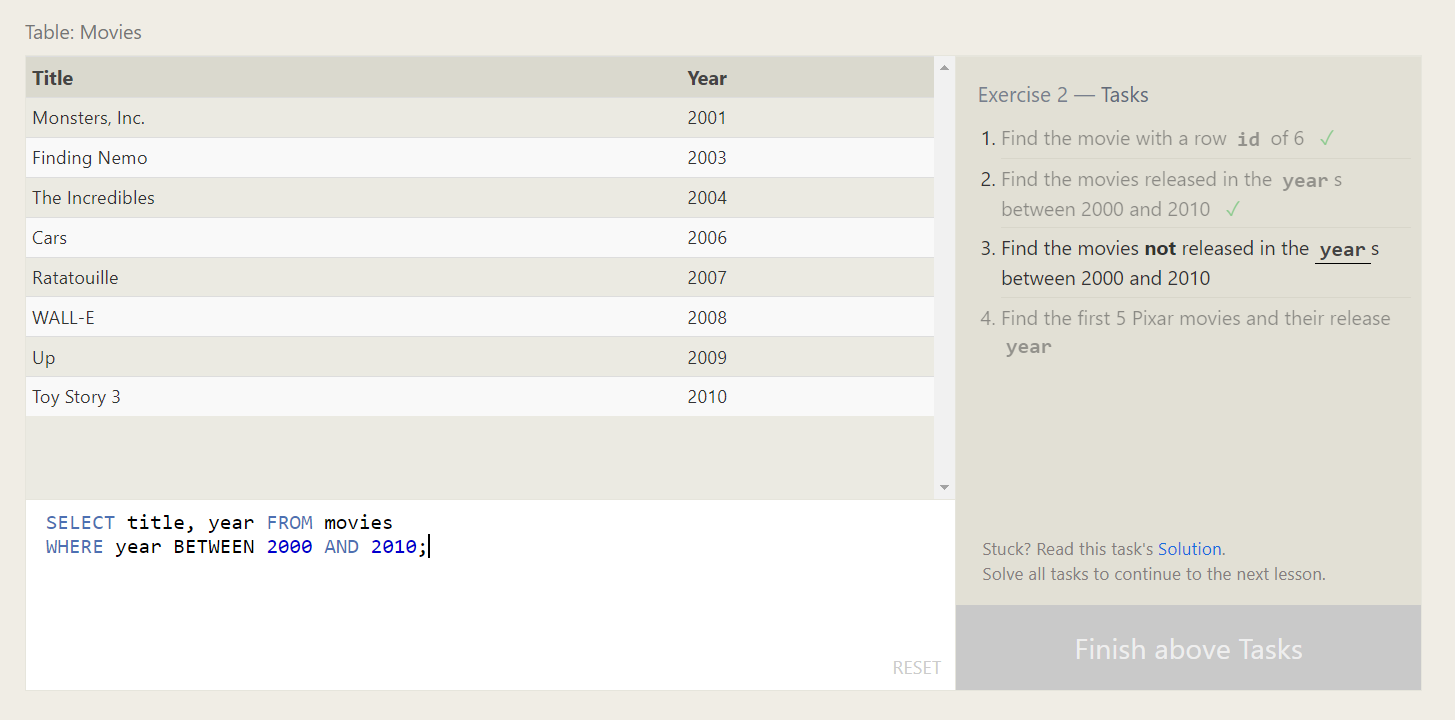 Table: Movies
Title Year
Monsters, Inc. 2001
Finding Nemo 2003
The Incredibles 2004
Cars 2006
Ratatouille 2007
WALL-E 2008
Up 2009
Toy Story 3 2010
SELECT title, year FROM movies
WHERE year BETWEEN 2000 AND 2010;
RESET
Exercise 2 — Tasks
1. Find the movie with a row id of 6 ✓
2. Find the movies released in the year s
between 2000 and 2010 ✓
3. Find the movies not released in the year s
between 2000 and 2010
4. Find the first 5 Pixar movies and their release
year
Stuck? Read this task's Solution.
Solve all tasks to continue to the next lesson.
Finish above Tasks